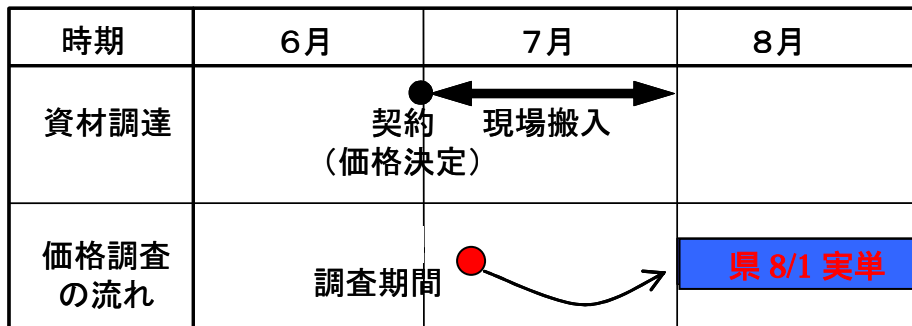 時期 6月 7月 8月
資材調達 契約 現場搬入
(価格決定)
価格調査
の流れ
調査期間
県 8/1 実単